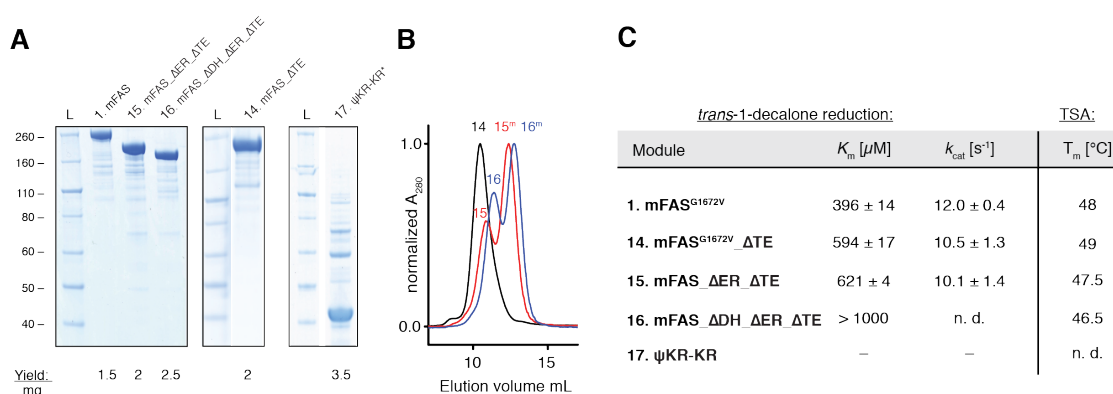 A
L
1. mFAS
15. mFAS_ΔER_ΔTE
16. mFAS_ΔDH_ΔER_ΔTE
L
14. mFAS_ΔTE
L
17. ψKR-KR*
260
160
110
80
60
50
40
Yield: 1.5 2 2.5 2 3.5
mg
B
14 15m 16m
15
16
1.0
0.0
normalized A280
10 15
Elution volume mL
C
trans-1-decalone reduction: TSA:
Module Km [µM] kcat [s-1] Tm [°C]
1. mFASG1672V 396 ± 14 12.0 ± 0.4 48
14. mFASG1672V_ΔTE 594 ± 17 10.5 ± 1.3 49
15. mFAS_ΔER_ΔTE 621 ± 4 10.1 ± 1.4 47.5
16. mFAS_ΔDH_ΔER_ΔTE > 1000 n. d. 46.5
17. ψKR-KR – – n. d.